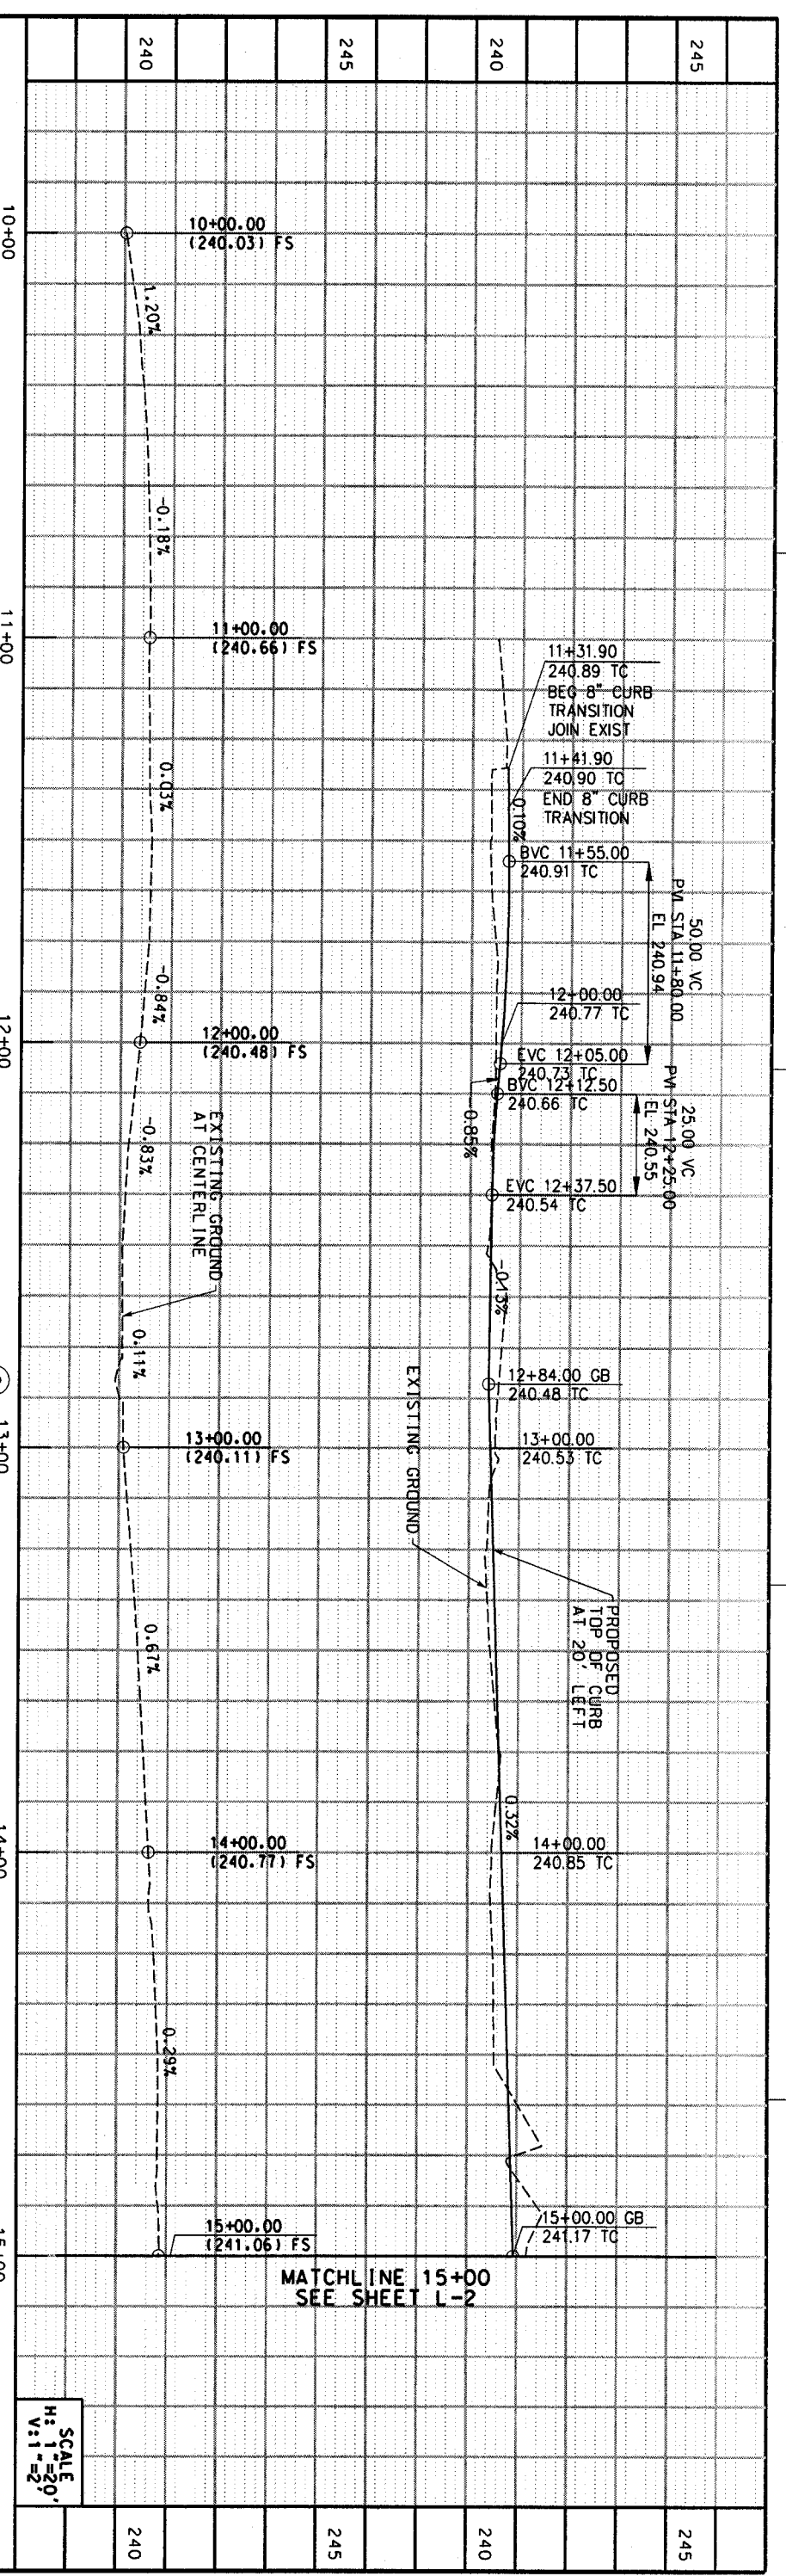 240
245
240
245
10+00
11+00
12+00
13+00
14+00
15+00
10+00.00
(240.03) FS
1.20%
-0.18%
11+00.00
(240.66) FS
0.03%
-0.84%
12+00.00
(240.48) FS
-0.83%
EXISTING GROUND
AT CENTERLINE
0.11%
13+00.00
(240.11) FS
0.67%
14+00.00
(240.77) FS
0.29%
15+00.00
(241.06) FS
11+31.90
240.89 TC
BEG 8" CURB
TRANSITION
JOIN EXIST
11+41.90
240.90 TC
END 8" CURB
TRANSITION
0.10%
BVC 11+55.00
240.91 TC
50.00 VC
PVI STA 11+80.00
EL 240.94
12+00.00
240.77 TC
EVC 12+05.00
240.73 TC
BVC 12+12.50
240.66 TC
25.00 VC
PVI STA 12+25.00
EL 240.55
-0.85%
EVC 12+37.50
240.54 TC
-0.13%
12+84.00 GB
240.48 TC
EXISTING GROUND
13+00.00
240.53 TC
PROPOSED
TOP OF CURB
AT 20' LEFT
0.32%
14+00.00
240.85 TC
15+00.00 GB
241.17 TC
MATCHLINE 15+00
SEE SHEET L-2
SCALE
H: 1"=20'
V: 1"=2'
240
245
240
245